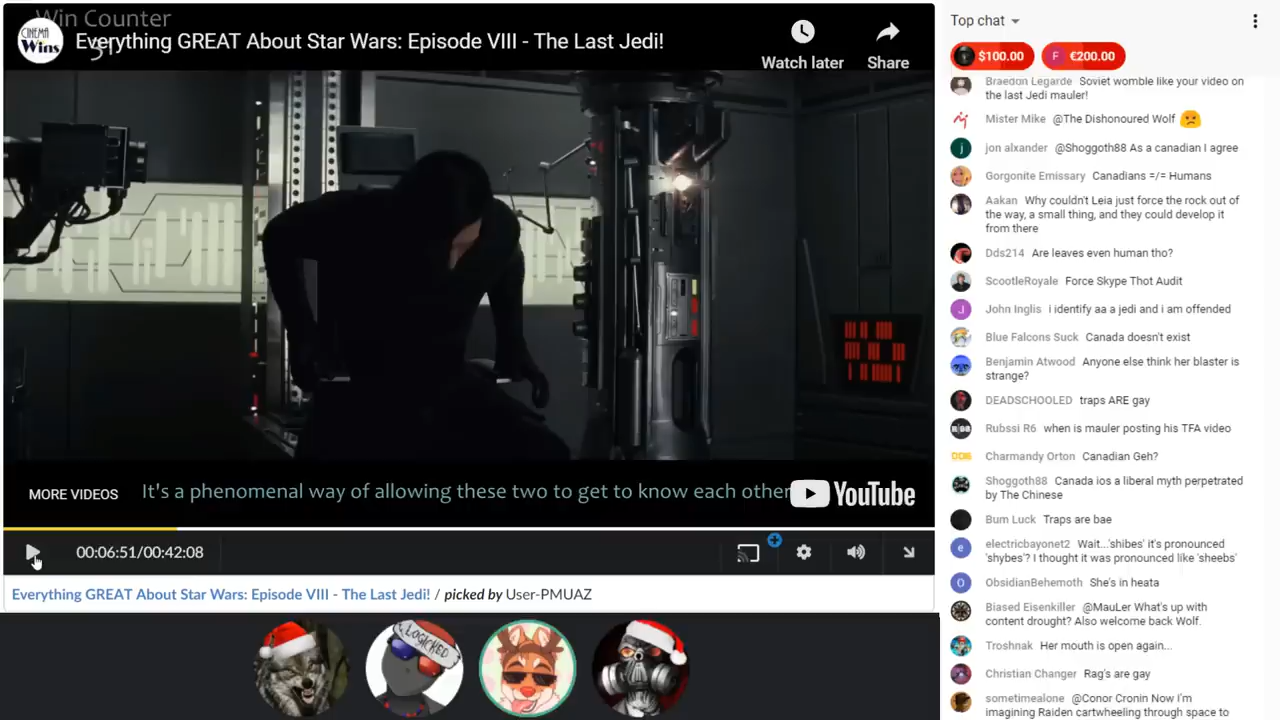 Win Counter
31
CINEMA
Wins
Everything GREAT About Star Wars: Episode VIII - The Last Jedi!
Watch later
Share
MORE VIDEOS
It's a phenomenal way of allowing these two to get to know each other
YouTube
00:06:51/00:42:08
Everything GREAT About Star Wars: Episode VIII - The Last Jedi! / picked by User-PMUAZ
LOGICKED
Top chat
$100.00
F €200.00
Braedon Legarde Soviet womble like your video on
the last Jedi mauler!
Mister Mike @The Dishonoured Wolf
j jon alxander @Shoggoth88 As a canadian I agree
Gorgonite Emissary Canadians =/= Humans
Aakan Why couldn't Leia just force the rock out of
the way, a small thing, and they could develop it
from there
Dds214 Are leaves even human tho?
ScootleRoyale Force Skype Thot Audit
J John Inglis i identify aa a jedi and i am offended
Blue Falcons Suck Canada doesn't exist
Benjamin Atwood Anyone else think her blaster is
strange?
DEADSCHOOLED traps ARE gay
Rubssi R6 when is mauler posting his TFA video
Charmandy Orton Canadian Geh?
Shoggoth88 Canada ios a liberal myth perpetrated
by The Chinese
Bum Luck Traps are bae
e electricbayonet2 Wait...'shibes' it's pronounced
'shybes'? I thought it was pronounced like 'sheebs'
O ObsidianBehemoth She's in heata
Biased Eisenkiller @MauLer What's up with
content drought? Also welcome back Wolf.
Troshnak Her mouth is open again...
Christian Changer Rag's are gay
sometimealone @Conor Cronin Now I'm
imagining Raiden cartwheeling through space to